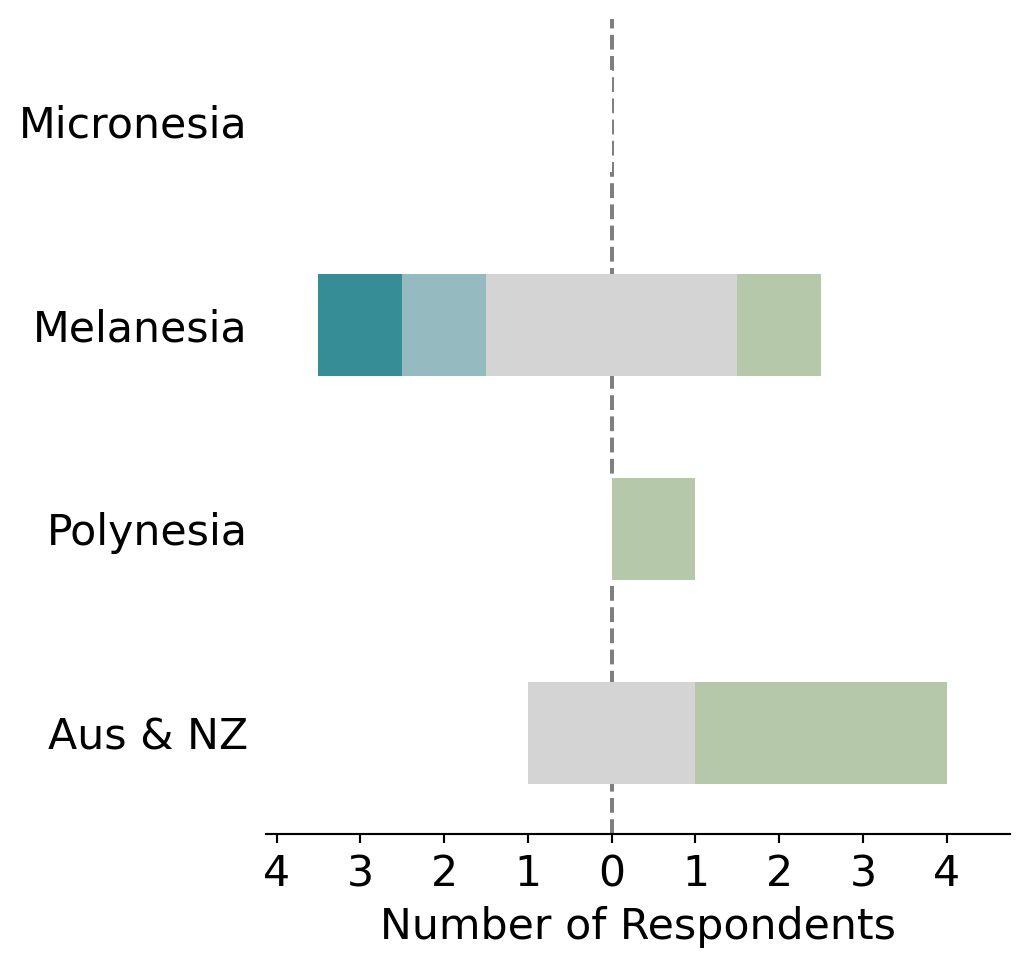 Micronesia
Melanesia
Polynesia
Aus & NZ
4 3 2 1 0 1 2 3 4
Number of Respondents